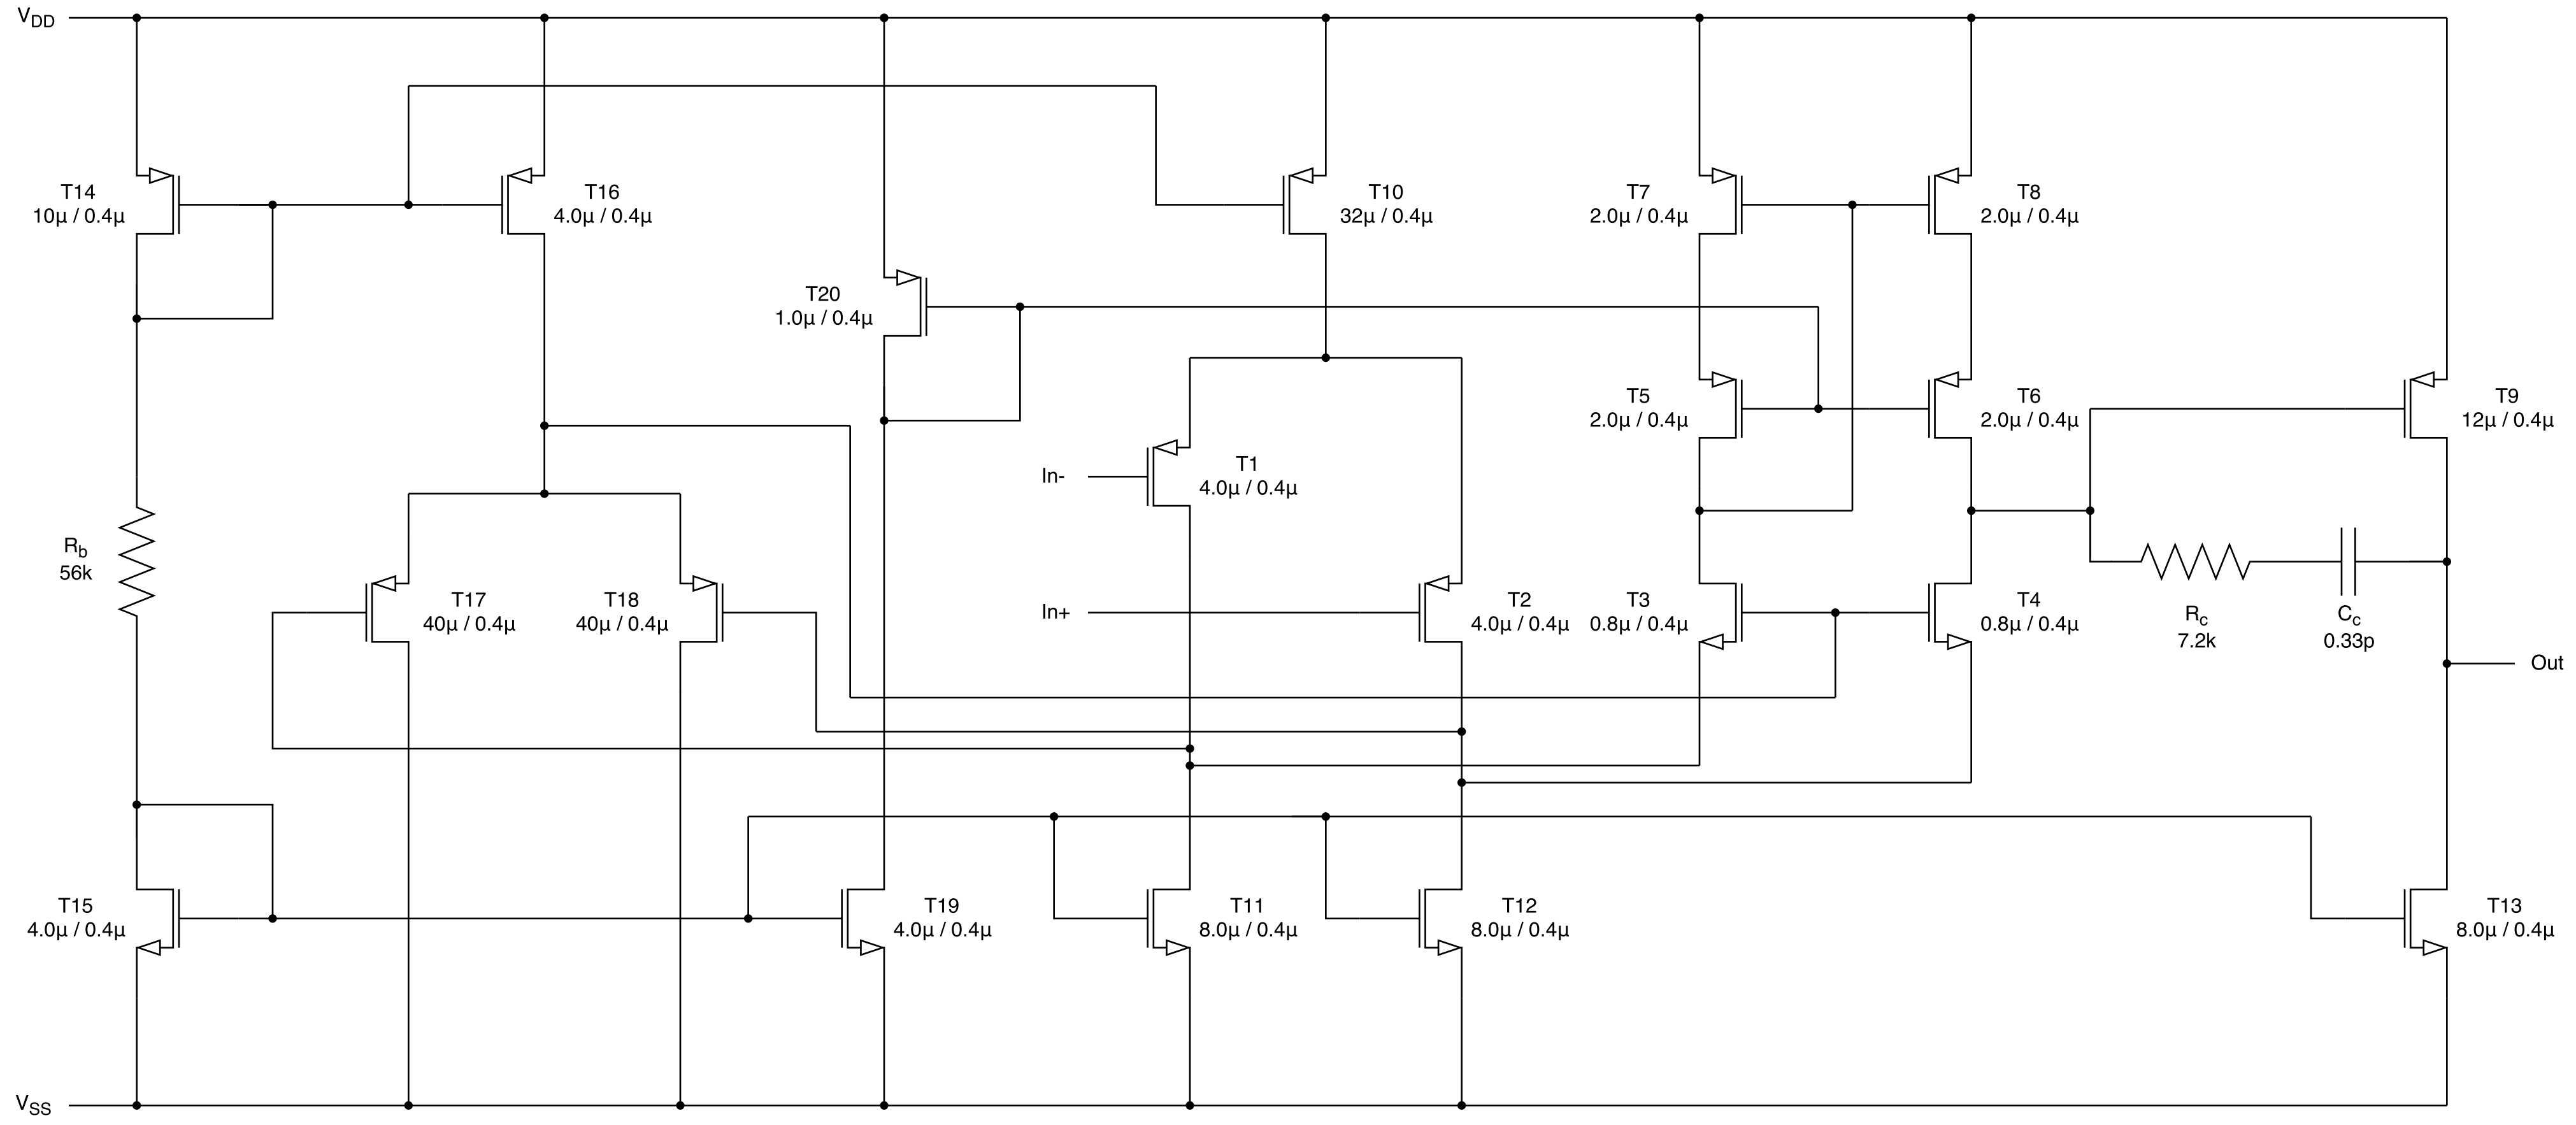 VDD
T14
10μ / 0.4μ
T16
4.0μ / 0.4μ
T10
32μ / 0.4μ
T7
2.0μ / 0.4μ
T8
2.0μ / 0.4μ
T20
1.0μ / 0.4μ
T5
2.0μ / 0.4μ
T6
2.0μ / 0.4μ
T9
12μ / 0.4μ
In-
T1
4.0μ / 0.4μ
Rb
56k
T17
40μ / 0.4μ
T18
40μ / 0.4μ
In+
T2
4.0μ / 0.4μ
T3
0.8μ / 0.4μ
T4
0.8μ / 0.4μ
Rc
7.2k
Cc
0.33p
Out
T15
4.0μ / 0.4μ
T19
4.0μ / 0.4μ
T11
8.0μ / 0.4μ
T12
8.0μ / 0.4μ
T13
8.0μ / 0.4μ
VSS